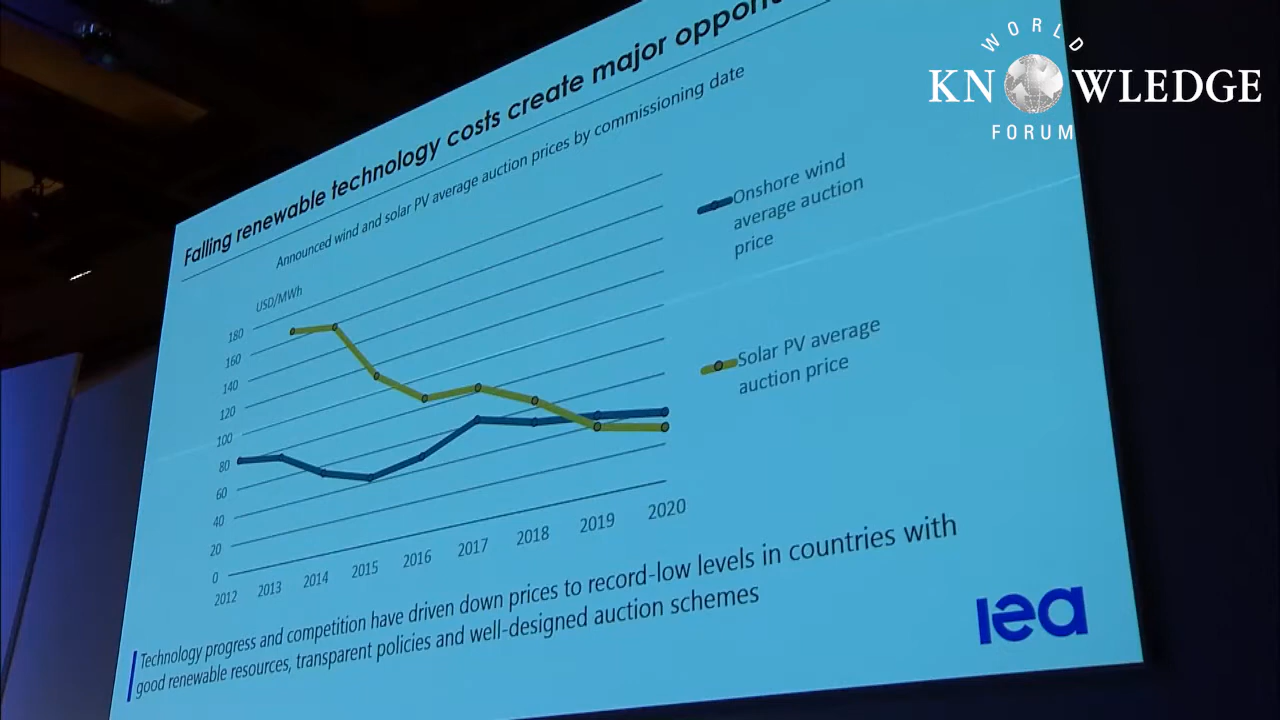 WORLD
KNOWLEDGE
FORUM
Falling renewable technology costs create major
Announced wind and solar PV average auction prices by commissioning date
USD/MWh
180
160
140
120
100
80
60
40
20
0
2012 2013 2014 2015 2016 2017 2018 2019 2020
Onshore wind
average auction
price
Solar PV average
auction price
Technology progress and competition have driven down prices to record-low levels in countries with
good renewable resources, transparent policies and well-designed auction schemes
iea